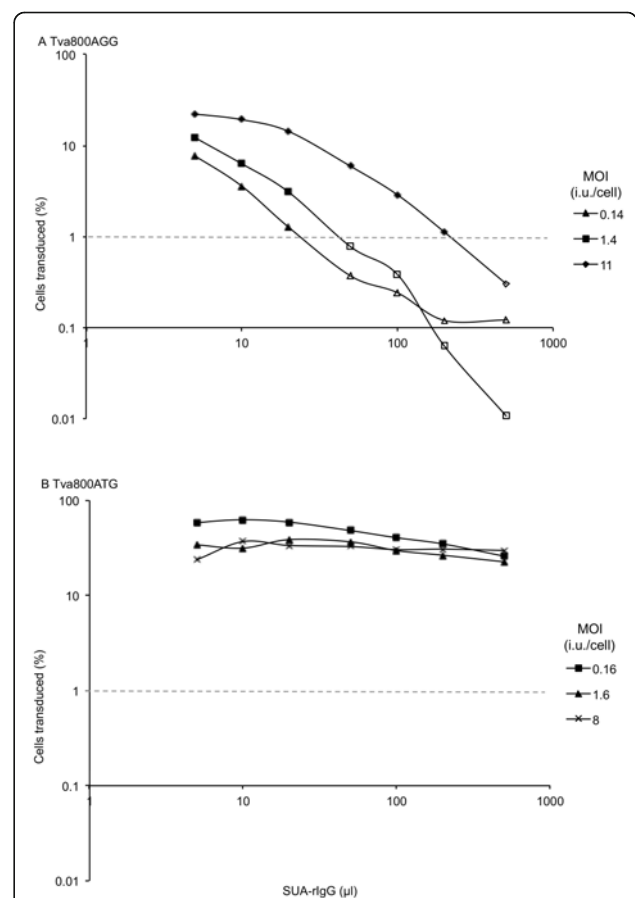 A Tva800AGG
100
10
1
0.1
0.01
Cells transduced (%)
1
10
100
1000
MOI
(i.u./cell)
0.14
1.4
11
B Tva800ATG
100
10
1
0.1
0.01
Cells transduced (%)
1
10
100
1000
MOI
(i.u./cell)
0.16
1.6
8
SUA-rIgG (µl)